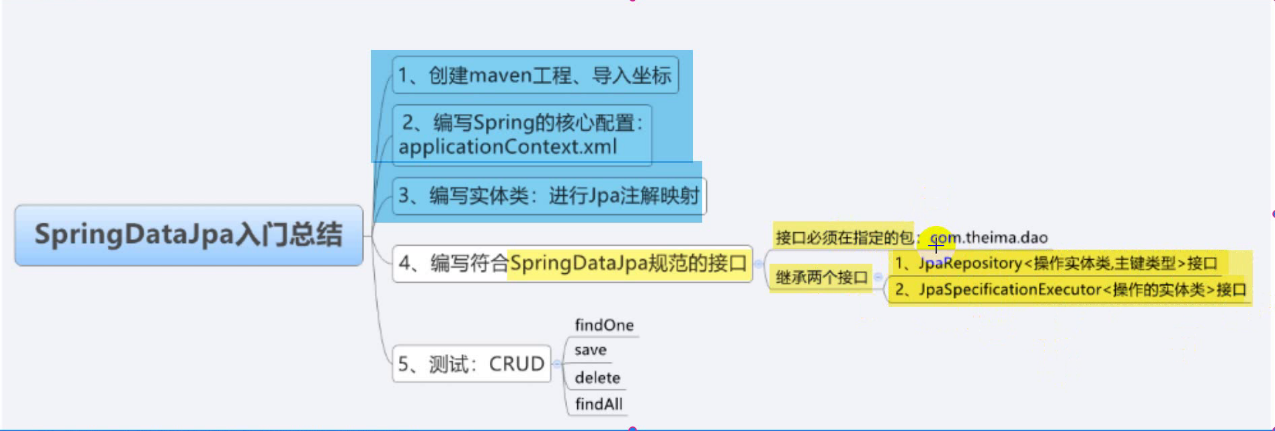 SpringDataJpa入门总结
1、创建maven工程、导入坐标
2、编写Spring的核心配置:
applicationContext.xml
3、编写实体类：进行Jpa注解映射
4、编写符合SpringDataJpa规范的接口
接口必须在指定的包：com.theima.dao
继承两个接口
1、JpaRepository<操作实体类,主键类型>接口
2、JpaSpecificationExecutor<操作的实体类>接口
5、测试：CRUD
findOne
save
delete
findAll